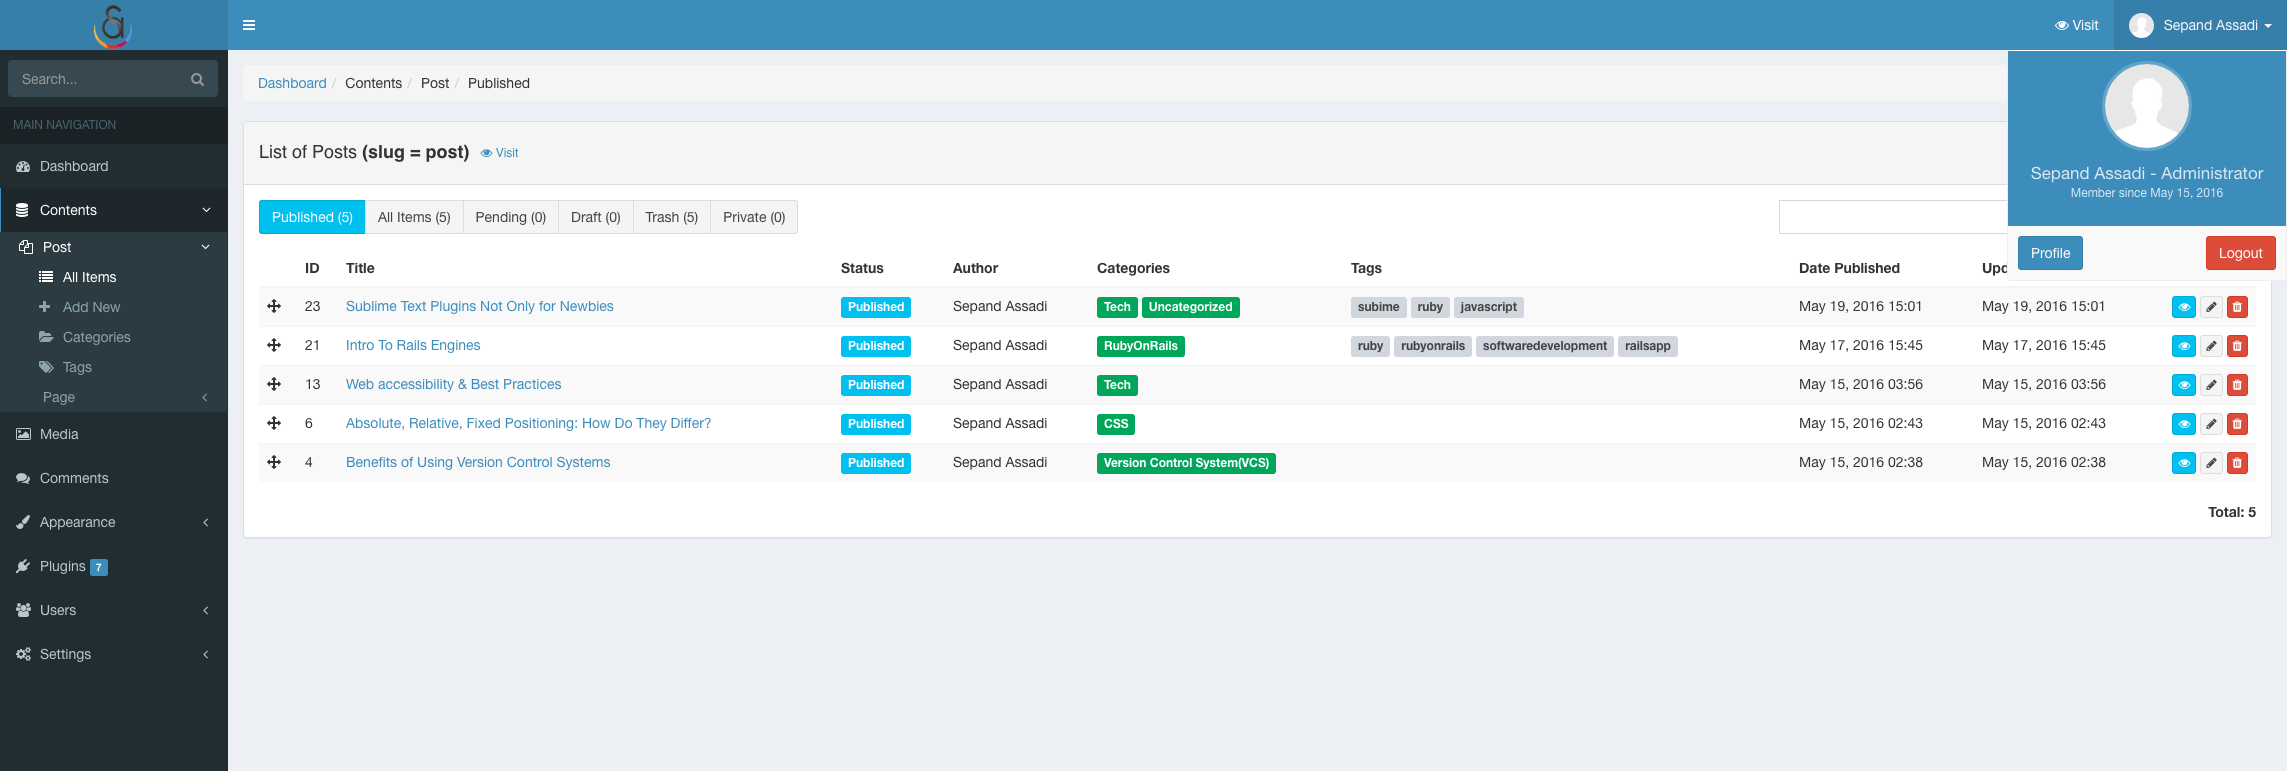 Visit
Sepand Assadi
Search...
MAIN NAVIGATION
Dashboard
Contents
Post
All Items
Add New
Categories
Tags
Page
Media
Comments
Appearance
Plugins 7
Users
Settings
Dashboard / Contents / Post / Published
List of Posts (slug = post) Visit
Published (5) All Items (5) Pending (0) Draft (0) Trash (5) Private (0)
Sepand Assadi - Administrator
Member since May 15, 2016
Profile Logout
ID Title Status Author Categories Tags Date Published
23 Sublime Text Plugins Not Only for Newbies Published Sepand Assadi Tech Uncategorized subime ruby javascript May 19, 2016 15:01 May 19, 2016 15:01
21 Intro To Rails Engines Published Sepand Assadi RubyOnRails ruby rubyonrails softwaredevelopment railsapp May 17, 2016 15:45 May 17, 2016 15:45
13 Web accessibility & Best Practices Published Sepand Assadi Tech May 15, 2016 03:56 May 15, 2016 03:56
6 Absolute, Relative, Fixed Positioning: How Do They Differ? Published Sepand Assadi CSS May 15, 2016 02:43 May 15, 2016 02:43
4 Benefits of Using Version Control Systems Published Sepand Assadi Version Control System(VCS) May 15, 2016 02:38 May 15, 2016 02:38
Total: 5